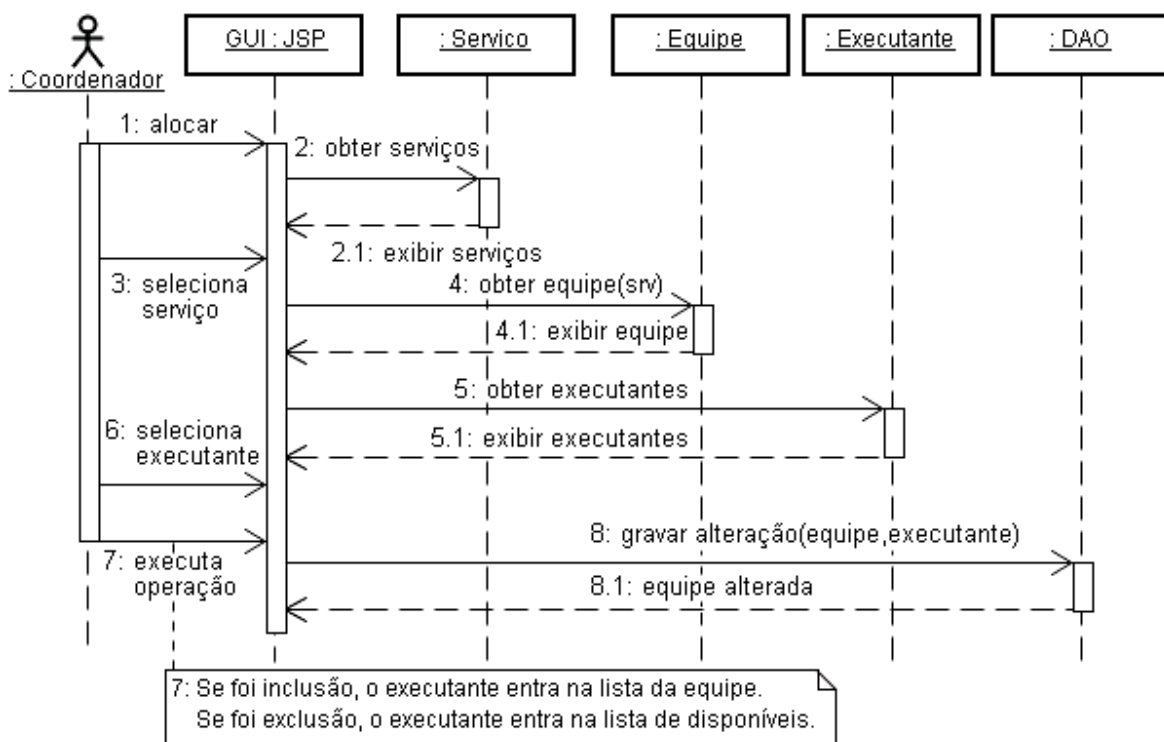 GUI : JSP
: Servico
: Equipe
: Executante
: DAO
: Coordenador
1: alocar
2: obter serviços
2.1: exibir serviços
3: seleciona
serviço
4: obter equipe(srv)
4.1: exibir equipe
5: obter executantes
6: seleciona
executante
5.1: exibir executantes
7: executa
operação
8: gravar alteração(equipe,executante)
8.1: equipe alterada
7: Se foi inclusão, o executante entra na lista da equipe.
Se foi exclusão, o executante entra na lista de disponíveis.